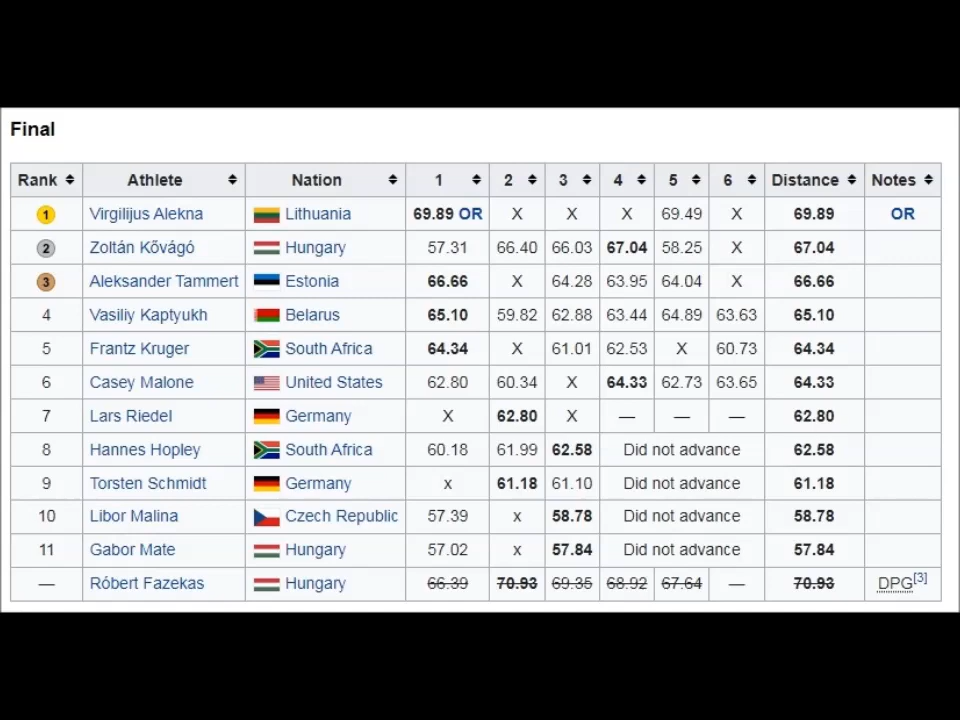 Final
Rank Athlete Nation 1 2 3 4 5 6 Distance Notes
1 Virgilijus Alekna Lithuania 69.89 OR X X X 69.49 X 69.89 OR
2 Zoltán Kővágó Hungary 57.31 66.40 66.03 67.04 58.25 X 67.04
3 Aleksander Tammert Estonia 66.66 X 64.28 63.95 64.04 X 66.66
4 Vasiliy Kaptyukh Belarus 65.10 59.82 62.88 63.44 64.89 63.63 65.10
5 Frantz Kruger South Africa 64.34 X 61.01 62.53 X 60.73 64.34
6 Casey Malone United States 62.80 60.34 X 64.33 62.73 63.65 64.33
7 Lars Riedel Germany X 62.80 X — — — 62.80
8 Hannes Hopley South Africa 60.18 61.99 62.58 Did not advance 62.58
9 Torsten Schmidt Germany x 61.18 61.10 Did not advance 61.18
10 Libor Malina Czech Republic 57.39 x 58.78 Did not advance 58.78
11 Gabor Mate Hungary 57.02 x 57.84 Did not advance 57.84
— Róbert Fazekas Hungary 66.39 70.93 69.35 68.92 67.64 — 70.93 DPG[3]